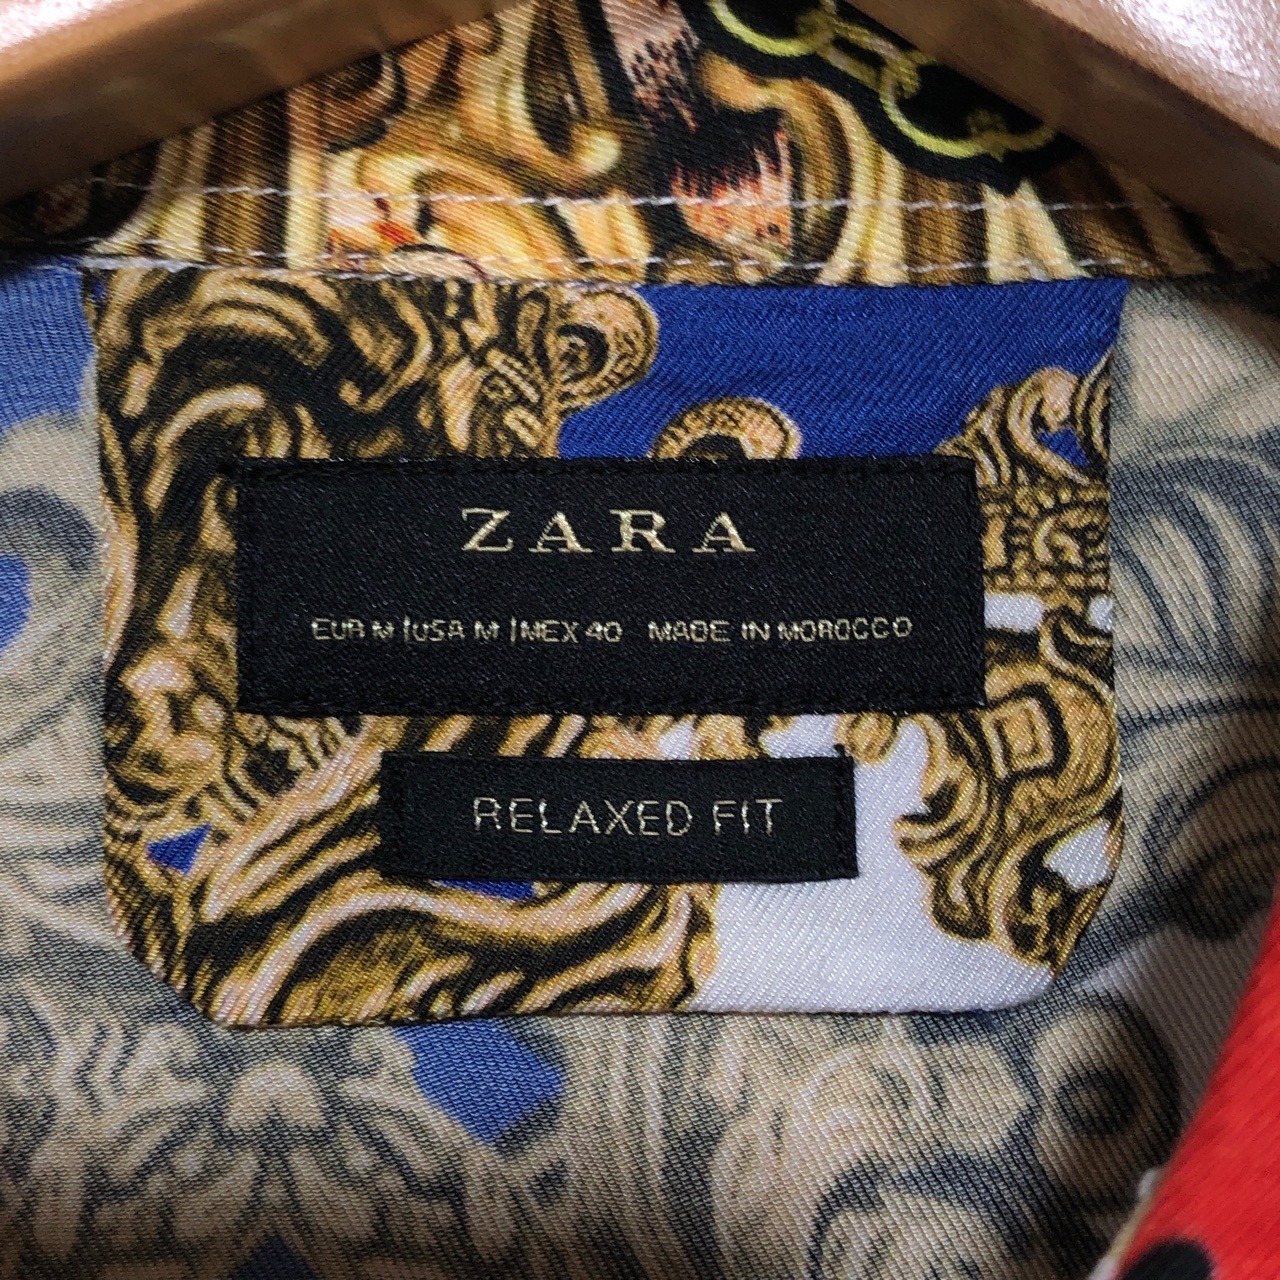 ZARA
EUR M | USA M | MEX 40 MADE IN MOROCCO
RELAXED FIT